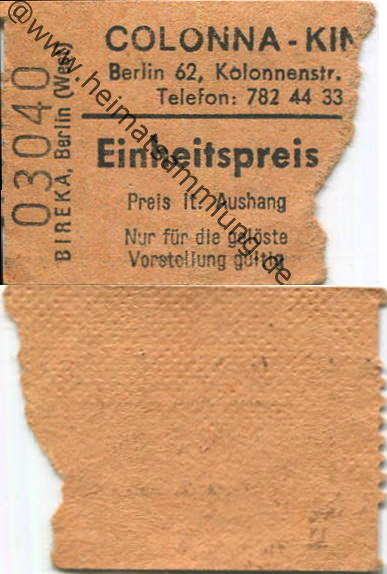 COLONNA-KIN
Berlin 62, Kolonnenstr.
Telefon: 782 44 33
Einheitspreis
Preis lt. Aushang
Nur für die gelöste
Vorstellung gültig
03040
BIREKA, Berlin (West)
@www.heimatsammlung.de